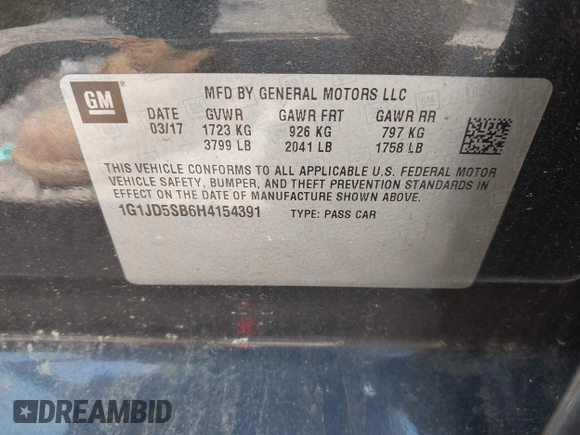 GM
MFD BY GENERAL MOTORS LLC
DATE GVWR GAWR FRT GAWR RR
03/17 1723 KG 926 KG 797 KG
3799 LB 2041 LB 1758 LB
THIS VEHICLE CONFORMS TO ALL APPLICABLE U.S. FEDERAL MOTOR
VEHICLE SAFETY, BUMPER, AND THEFT PREVENTION STANDARDS IN
EFFECT ON THE DATE OF MANUFACTURE SHOWN ABOVE.
1G1JD5SB6H4154391 TYPE: PASS CAR
DREAMBID